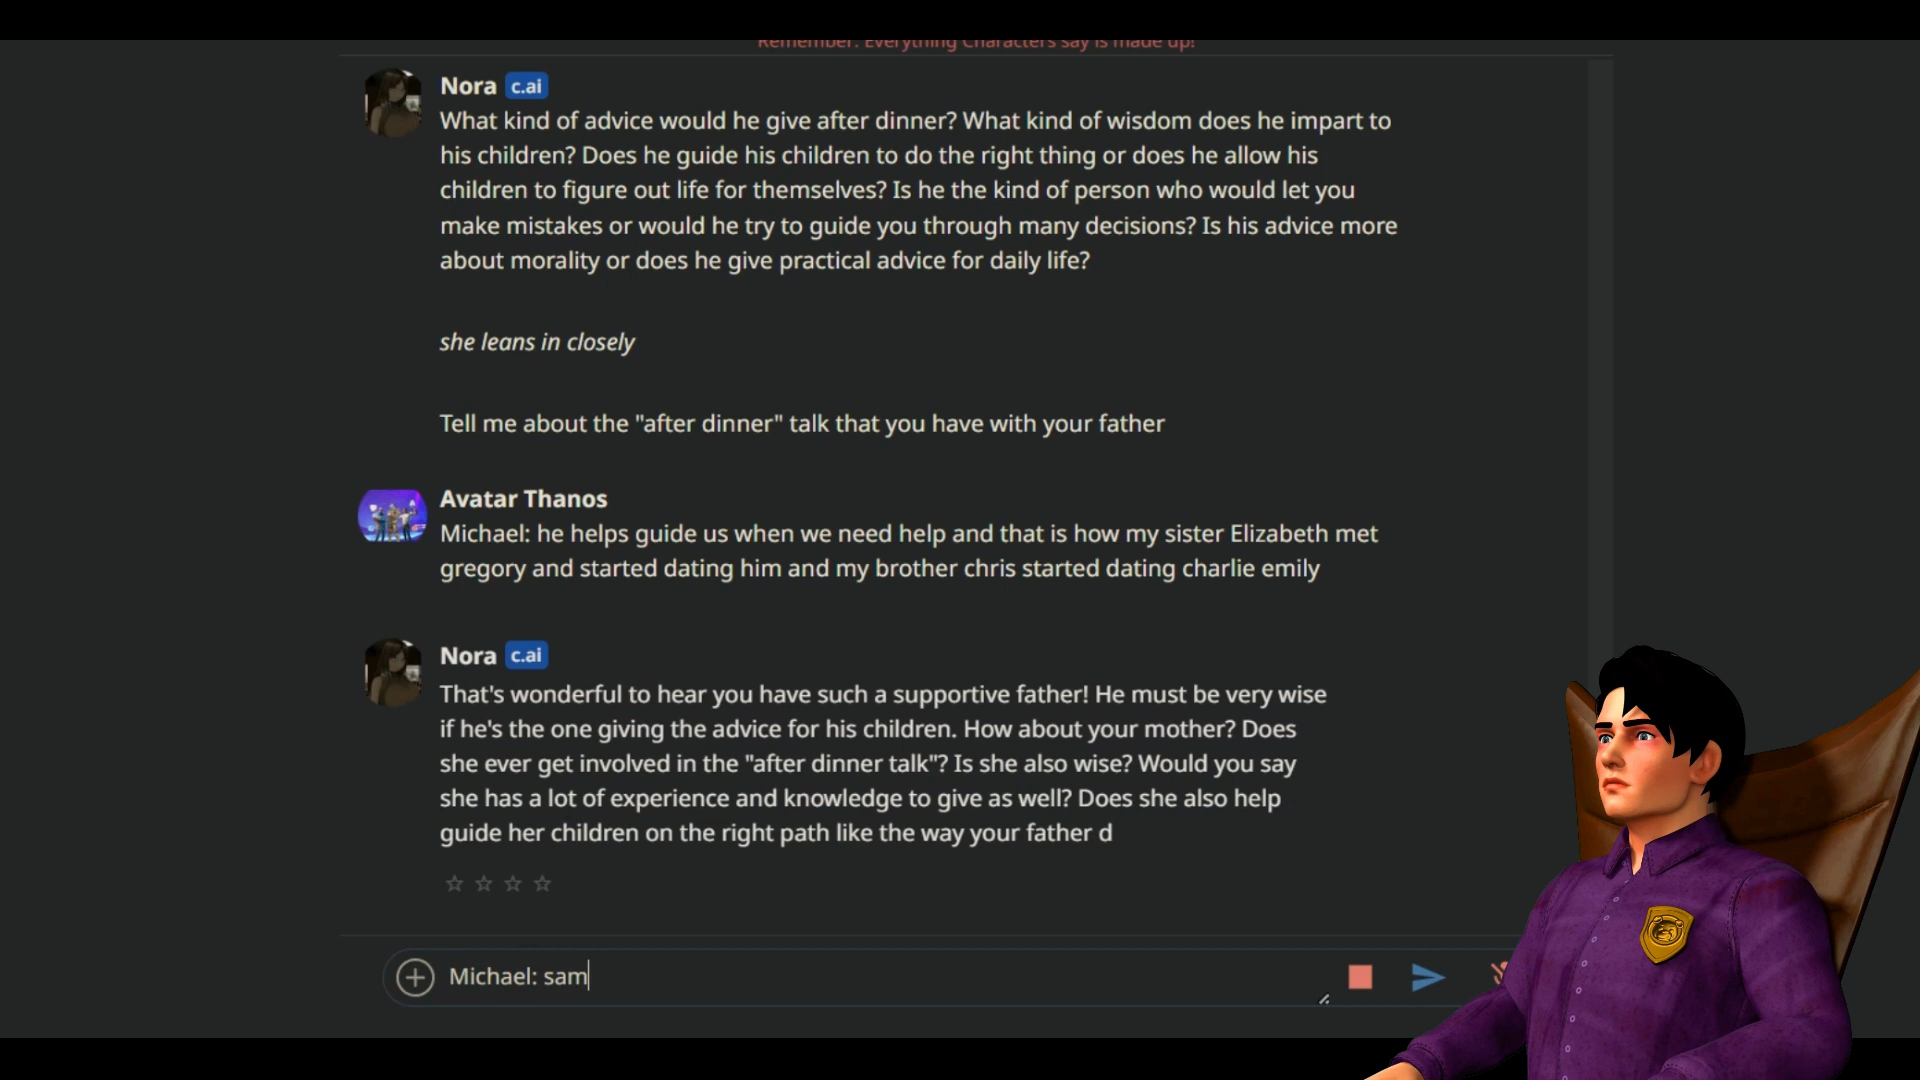 Remember: Everything Characters say is made up!
Nora c.ai
What kind of advice would he give after dinner? What kind of wisdom does he impart to
his children? Does he guide his children to do the right thing or does he allow his
children to figure out life for themselves? Is he the kind of person who would let you
make mistakes or would he try to guide you through many decisions? Is his advice more
about morality or does he give practical advice for daily life?
she leans in closely
Tell me about the "after dinner" talk that you have with your father
Avatar Thanos
Michael: he helps guide us when we need help and that is how my sister Elizabeth met
gregory and started dating him and my brother chris started dating charlie emily
Nora c.ai
That's wonderful to hear you have such a supportive father! He must be very wise
if he's the one giving the advice for his children. How about your mother? Does
she ever get involved in the "after dinner talk"? Is she also wise? Would you say
she has a lot of experience and knowledge to give as well? Does she also help
guide her children on the right path like the way your father d
Michael: sam